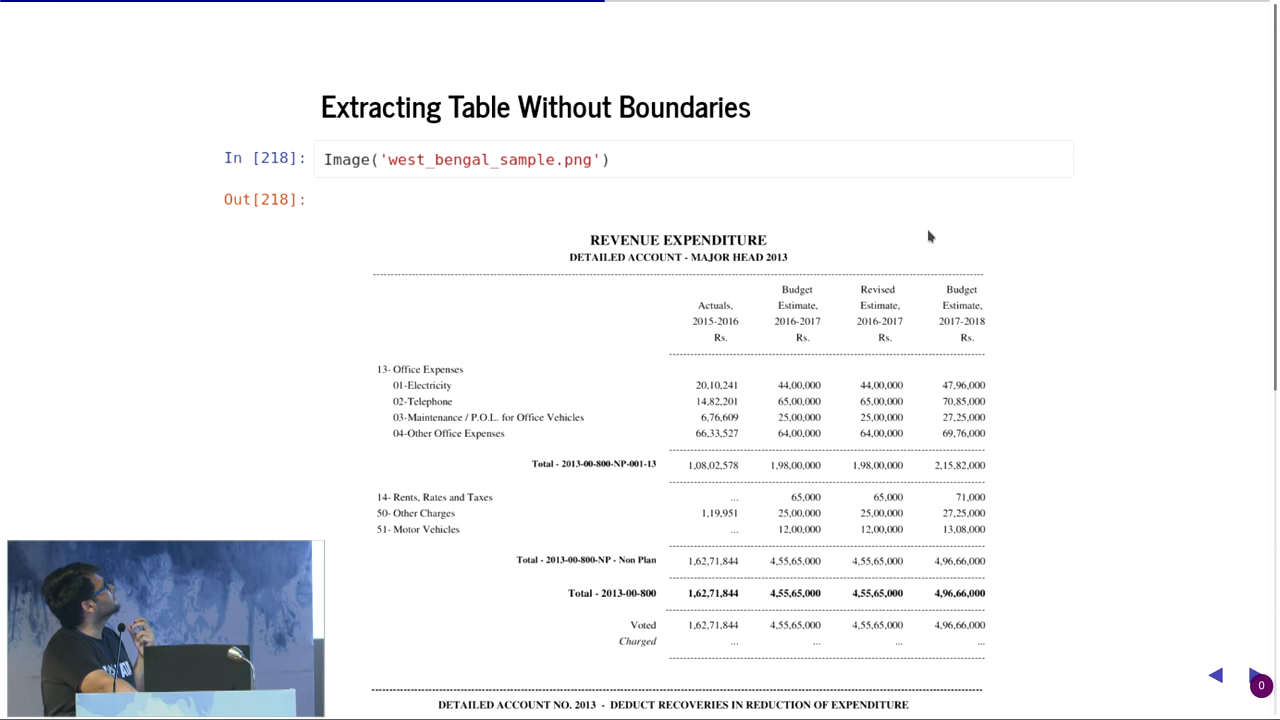 Extracting Table Without Boundaries
In [218]: Image('west_bengal_sample.png')
Out[218]:
REVENUE EXPENDITURE
DETAILED ACCOUNT - MAJOR HEAD 2013
Budget Revised Budget
Actuals, Estimate, Estimate, Estimate,
2015-2016 2016-2017 2016-2017 2017-2018
Rs. Rs. Rs. Rs.
13- Office Expenses
01-Electricity 20,10,241 44,00,000 44,00,000 47,96,000
02-Telephone 14,82,201 65,00,000 65,00,000 70,85,000
03-Maintenance / P.O.L. for Office Vehicles 6,76,609 25,00,000 25,00,000 27,25,000
04-Other Office Expenses 66,33,527 64,00,000 64,00,000 69,76,000
Total - 2013-00-800-NP-001-13 1,08,02,578 1,98,00,000 1,98,00,000 2,15,82,000
14- Rents, Rates and Taxes ... 65,000 65,000 71,000
50- Other Charges 1,19,951 25,00,000 25,00,000 27,25,000
51- Motor Vehicles ... 12,00,000 12,00,000 13,08,000
Total - 2013-00-800-NP - Non Plan 1,62,71,844 4,55,65,000 4,55,65,000 4,96,66,000
Total - 2013-00-800 1,62,71,844 4,55,65,000 4,55,65,000 4,96,66,000
Voted 1,62,71,844 4,55,65,000 4,55,65,000 4,96,66,000
Charged ... ... ... ...
DETAILED ACCOUNT NO. 2013 - DEDUCT RECOVERIES IN REDUCTION OF EXPENDITURE
0